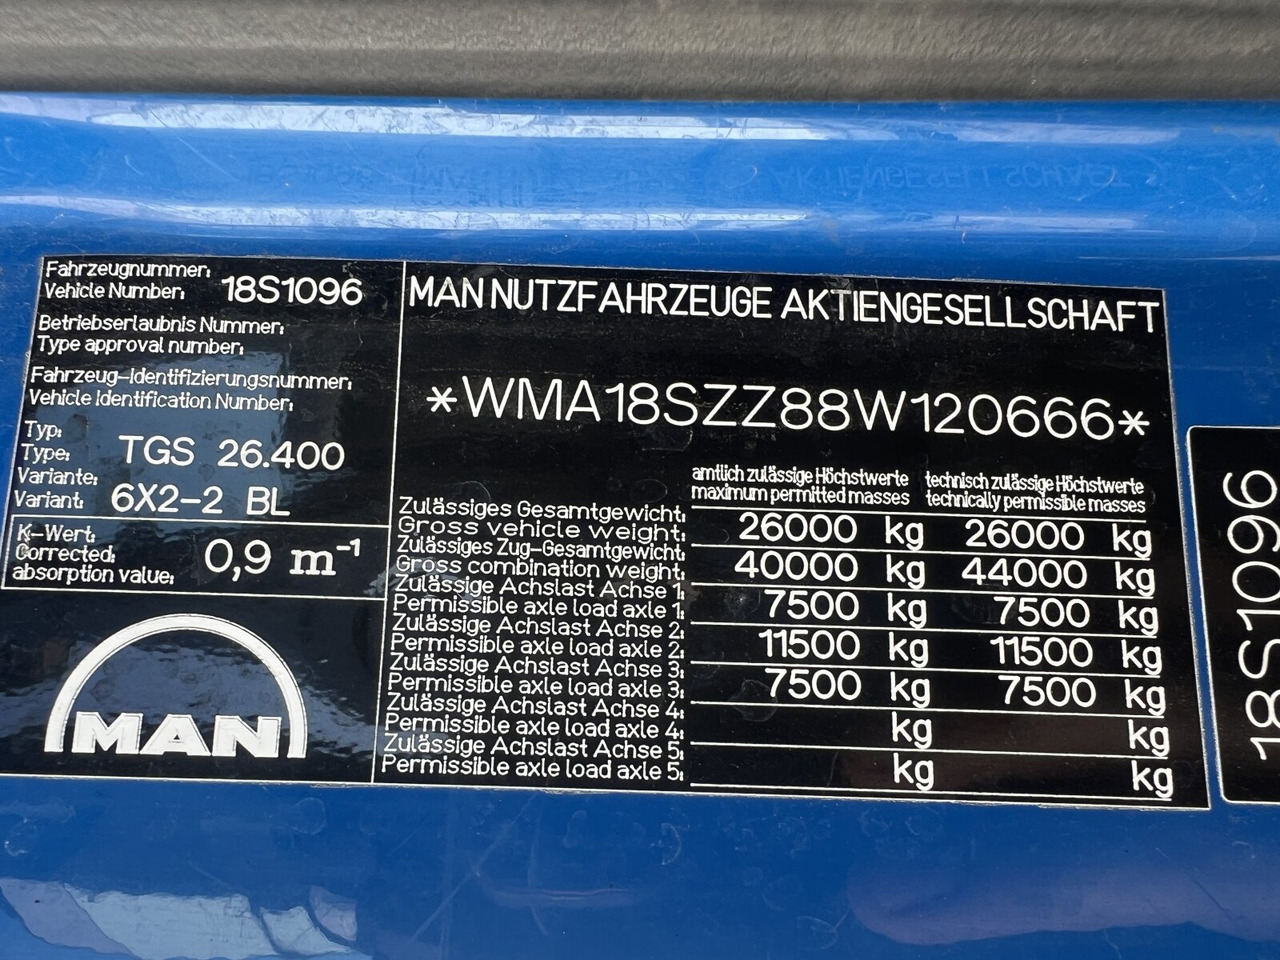 Fahrzeugnummer:
Vehicle Number: 18S1096
Betriebserlaubnis Nummer:
Type approval number:
Fahrzeug-Identifizierungsnummer:
Vehicle Identification Number:
Typ:
Type: TGS 26.400
Variante:
Variant: 6X2-2 BL
K-Wert:
Corrected: 0,9 m⁻¹
absorption value:
MAN
MAN NUTZFAHRZEUGE AKTIENGESELLSCHAFT
*WMA18SZZ88W120666*
amtlich zulässige Höchstwerte technisch zulässige Höchstwerte
maximum permitted masses technically permissible masses
Zulässiges Gesamtgewicht:
Gross vehicle weight: 26000 kg 26000 kg
Zulässiges Zug-Gesamtgewicht:
Gross combination weight: 40000 kg 44000 kg
Zulässige Achslast Achse 1:
Permissible axle load axle 1: 7500 kg 7500 kg
Zulässige Achslast Achse 2:
Permissible axle load axle 2: 11500 kg 11500 kg
Zulässige Achslast Achse 3:
Permissible axle load axle 3: 7500 kg 7500 kg
Zulässige Achslast Achse 4:
Permissible axle load axle 4: kg kg
Zulässige Achslast Achse 5:
Permissible axle load axle 5: kg kg
18S1096